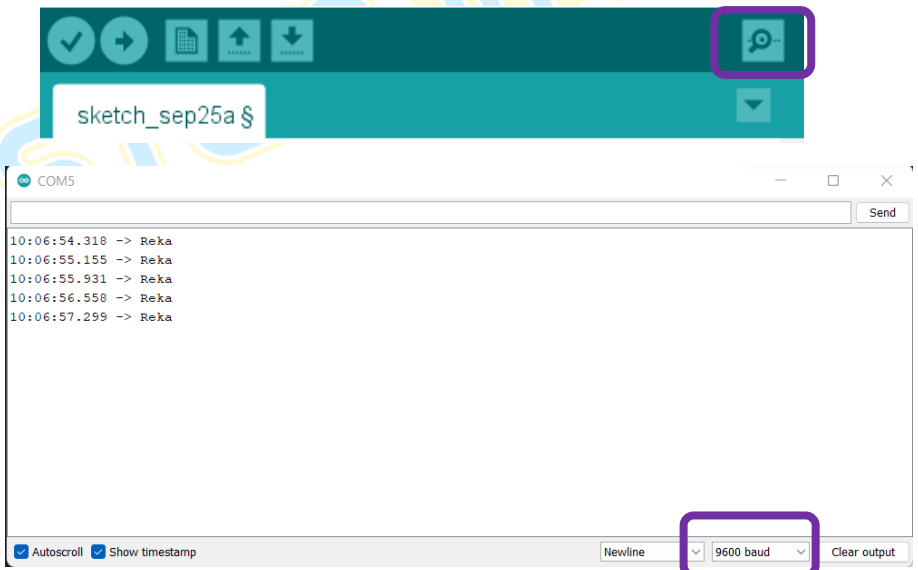 sketch_sep25a §
COM5
Send
10:06:54.318 -> Reka
10:06:55.155 -> Reka
10:06:55.931 -> Reka
10:06:56.558 -> Reka
10:06:57.299 -> Reka
Autoscroll Show timestamp Newline 9600 baud Clear output